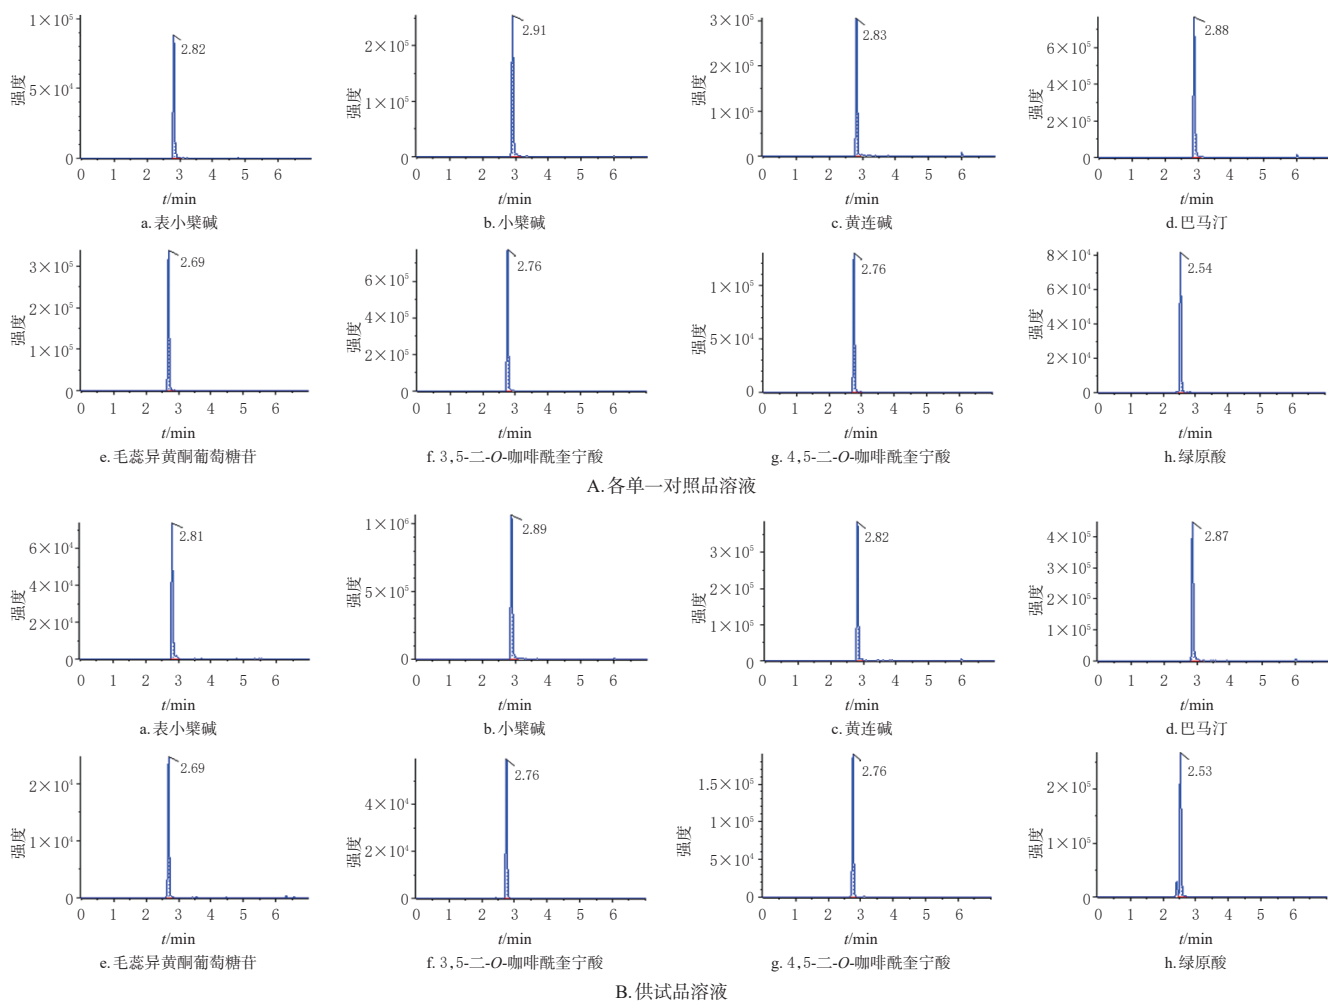 1×10⁵
5×10⁴
0
强度
2.82
0 1 2 3 4 5 6
t/min
a.表小檗碱
2×10⁵
1×10⁵
0
强度
2.91
0 1 2 3 4 5 6
t/min
b.小檗碱
3×10⁵
2×10⁵
1×10⁵
0
强度
2.83
0 1 2 3 4 5 6
t/min
c.黄连碱
6×10⁵
4×10⁵
2×10⁵
0
强度
2.88
0 1 2 3 4 5 6
t/min
d.巴马汀
3×10⁵
2×10⁵
1×10⁵
0
强度
2.69
0 1 2 3 4 5 6
t/min
e.毛蕊异黄酮葡萄糖苷
6×10⁵
4×10⁵
2×10⁵
0
强度
2.76
0 1 2 3 4 5 6
t/min
f.3,5-二-O-咖啡酰奎宁酸
1×10⁵
5×10⁴
0
强度
2.76
0 1 2 3 4 5 6
t/min
g.4,5-二-O-咖啡酰奎宁酸
8×10⁴
6×10⁴
4×10⁴
2×10⁴
0
强度
2.54
0 1 2 3 4 5 6
t/min
h.绿原酸
A.各单一对照品溶液
6×10⁴
4×10⁴
2×10⁴
0
强度
2.81
0 1 2 3 4 5 6
t/min
a.表小檗碱
1×10⁶
5×10⁵
0
强度
2.89
0 1 2 3 4 5 6
t/min
b.小檗碱
3×10⁵
2×10⁵
1×10⁵
0
强度
2.82
0 1 2 3 4 5 6
t/min
c.黄连碱
4×10⁵
3×10⁵
2×10⁵
1×10⁵
0
强度
2.87
0 1 2 3 4 5 6
t/min
d.巴马汀
2×10⁴
1×10⁴
0
强度
2.69
0 1 2 3 4 5 6
t/min
e.毛蕊异黄酮葡萄糖苷
4×10⁴
2×10⁴
0
强度
2.76
0 1 2 3 4 5 6
t/min
f.3,5-二-O-咖啡酰奎宁酸
1.5×10⁵
1×10⁵
5×10⁴
0
强度
2.76
0 1 2 3 4 5 6
t/min
g.4,5-二-O-咖啡酰奎宁酸
2×10⁵
1×10⁵
0
强度
2.53
0 1 2 3 4 5 6
t/min
h.绿原酸
B.供试品溶液